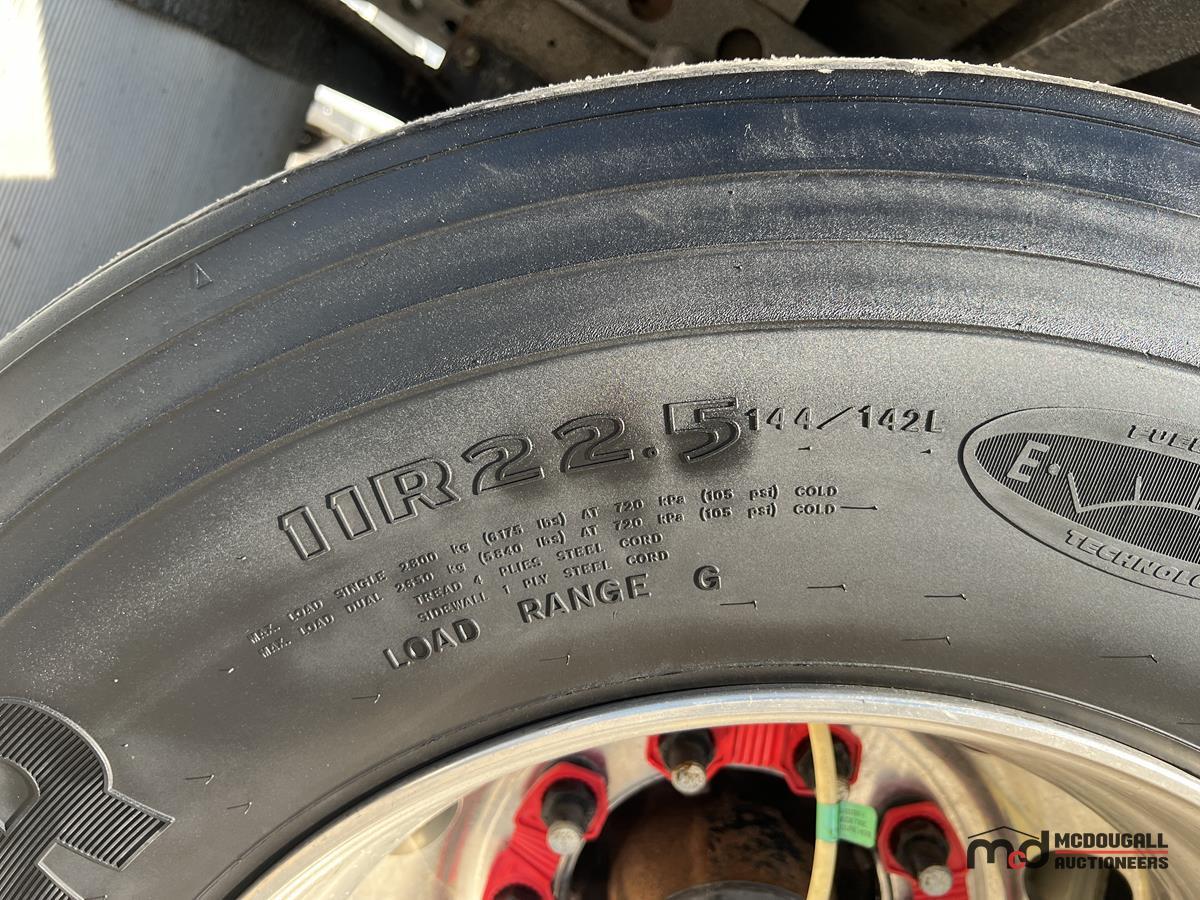 11R22.5 144/142L
MAX. LOAD SINGLE 2800 kg (6175 lbs) AT 720 kPa (105 psi) COLD
MAX. LOAD DUAL 2650 kg (5840 lbs) AT 720 kPa (105 psi) COLD
TREAD 4 PLIES STEEL CORD
SIDEWALL 1 PLY STEEL CORD
LOAD RANGE G
FUEL
E
TECHNOLO
mcd MCDOUGALL
AUCTIONEERS